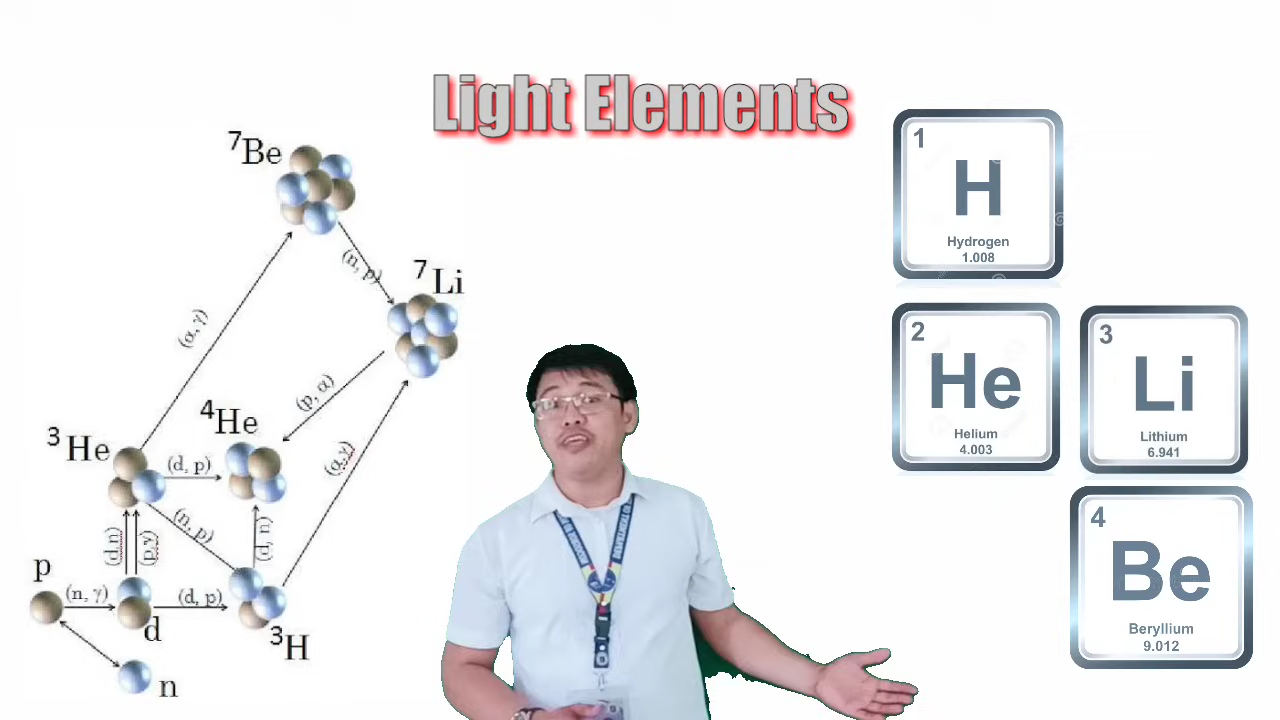 Light Elements
⁷Be
(n, p)
⁷Li
(α, γ)
(p, α)
⁴He
³He
(d, p)
(α,γ)
(n, p)
(d,n)
(p,γ)
(d, n)
p
(n, γ)
(d, p)
d
³H
n
1
H
Hydrogen
1.008
2
He
Helium
4.003
3
Li
Lithium
6.941
4
Be
Beryllium
9.012